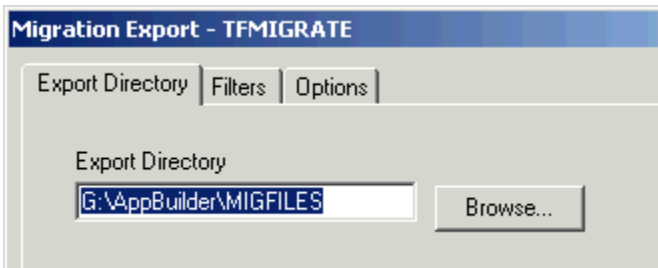 Migration Export - TFMIGRATE
Export Directory Filters Options
Export Directory
G:\AppBuilder\MIGFILES Browse...